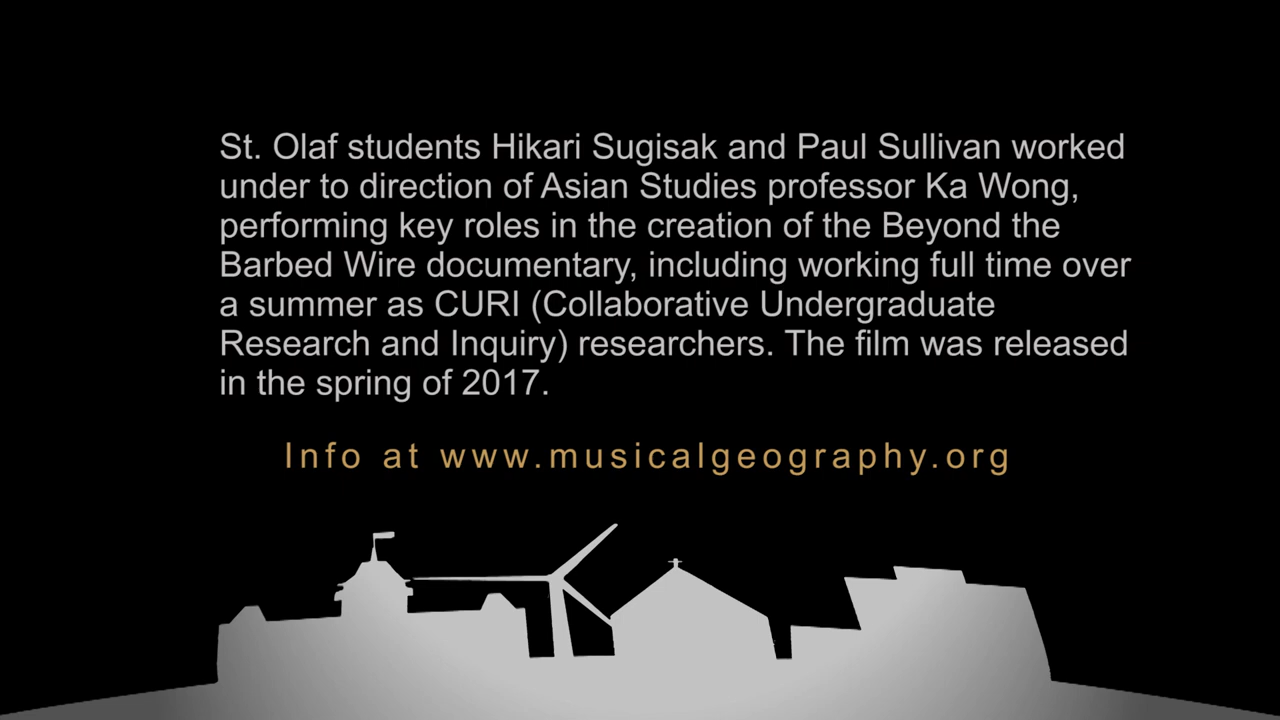 St. Olaf students Hikari Sugisak and Paul Sullivan worked
under to direction of Asian Studies professor Ka Wong,
performing key roles in the creation of the Beyond the
Barbed Wire documentary, including working full time over
a summer as CURI (Collaborative Undergraduate
Research and Inquiry) researchers. The film was released
in the spring of 2017.
Info at www.musicalgeography.org